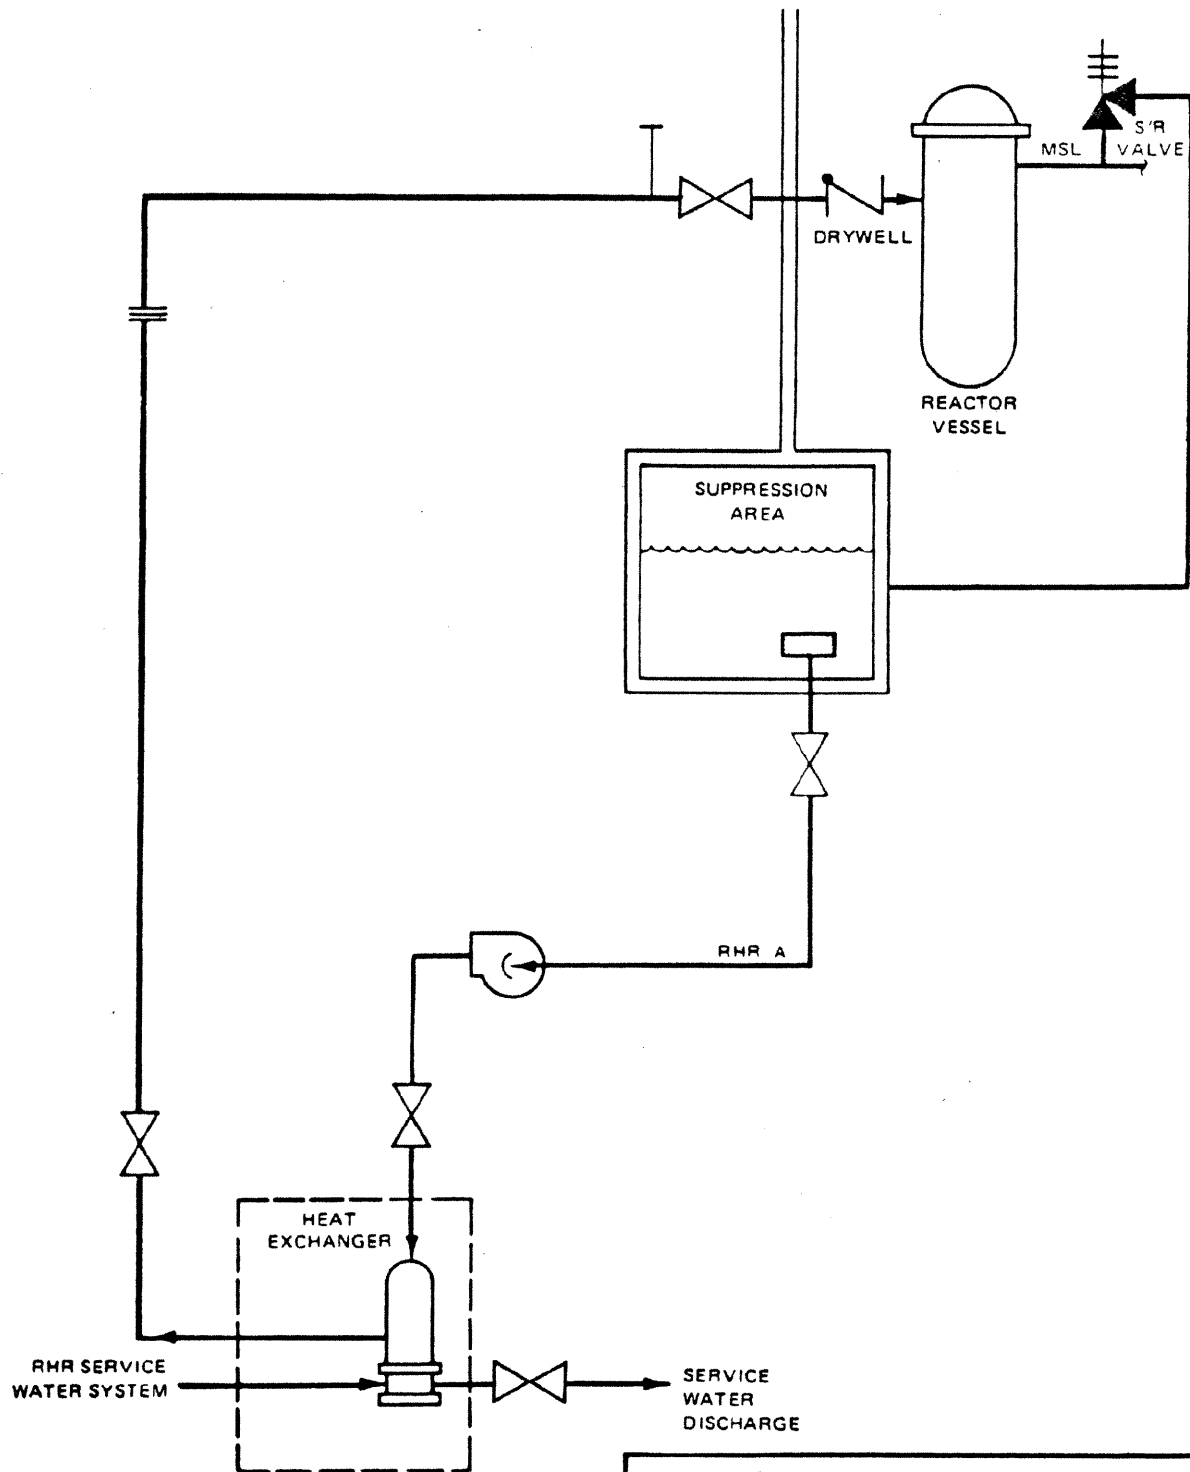 S'R
MSL VALVE
DRYWELL
REACTOR
VESSEL
SUPPRESSION
AREA
RHR A
HEAT
EXCHANGER
RHR SERVICE
WATER SYSTEM
SERVICE
WATER
DISCHARGE